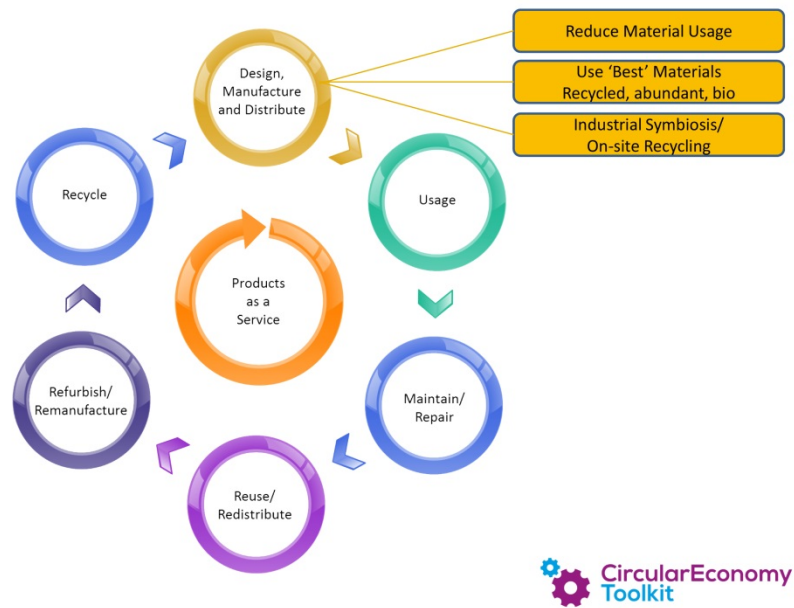 Design,
Manufacture
and Distribute
Reduce Material Usage
Use ‘Best’ Materials
Recycled, abundant, bio
Industrial Symbiosis/
On-site Recycling
Usage
Maintain/
Repair
Reuse/
Redistribute
Refurbish/
Remanufacture
Recycle
Products
as a
Service
CircularEconomy
Toolkit